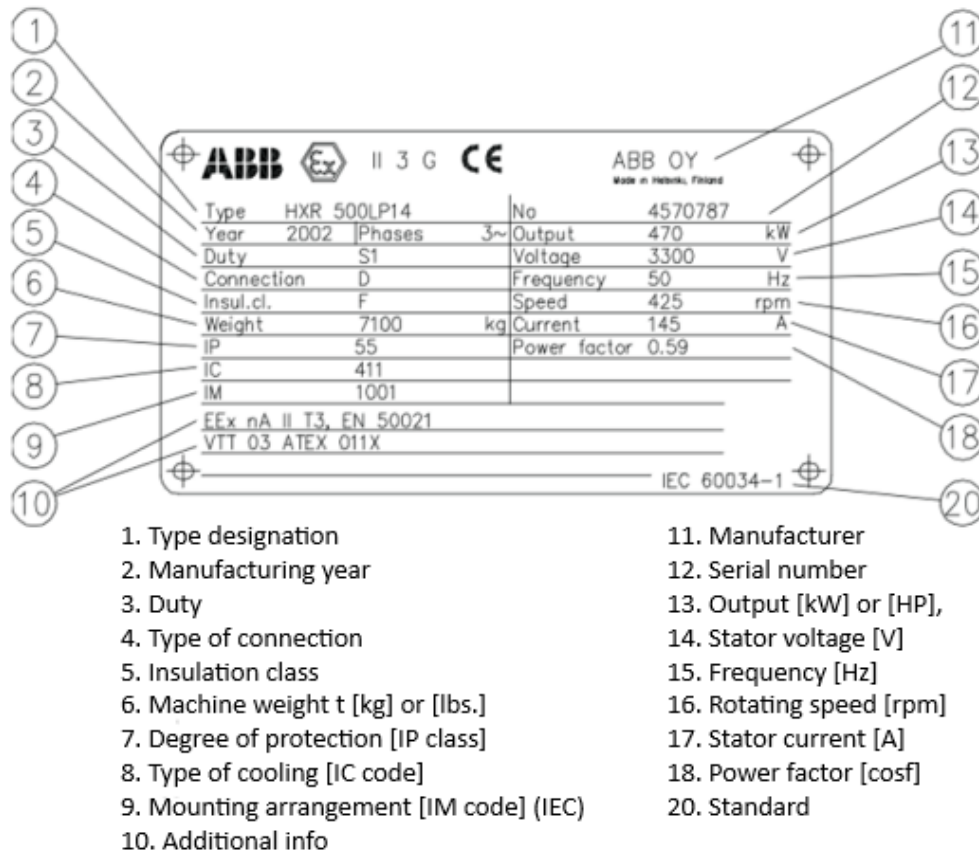 1
2
3
4
5
6
7
8
9
10
11
12
13
14
15
16
17
18
20
ABB Ex II 3 G CE ABB OY
Made in Helsinki, Finland
Type HXR 500LP14 No 4570787
Year 2002 Phases 3~ Output 470 kW
Duty S1 Voltage 3300 V
Connection D Frequency 50 Hz
Insul.cl. F Speed 425 rpm
Weight 7100 kg Current 145 A
IP 55 Power factor 0.59
IC 411
IM 1001
EEx nA II T3, EN 50021
VTT 03 ATEX 011X
IEC 60034-1
1. Type designation
2. Manufacturing year
3. Duty
4. Type of connection
5. Insulation class
6. Machine weight t [kg] or [lbs.]
7. Degree of protection [IP class]
8. Type of cooling [IC code]
9. Mounting arrangement [IM code] (IEC)
10. Additional info
11. Manufacturer
12. Serial number
13. Output [kW] or [HP],
14. Stator voltage [V]
15. Frequency [Hz]
16. Rotating speed [rpm]
17. Stator current [A]
18. Power factor [cosf]
20. Standard